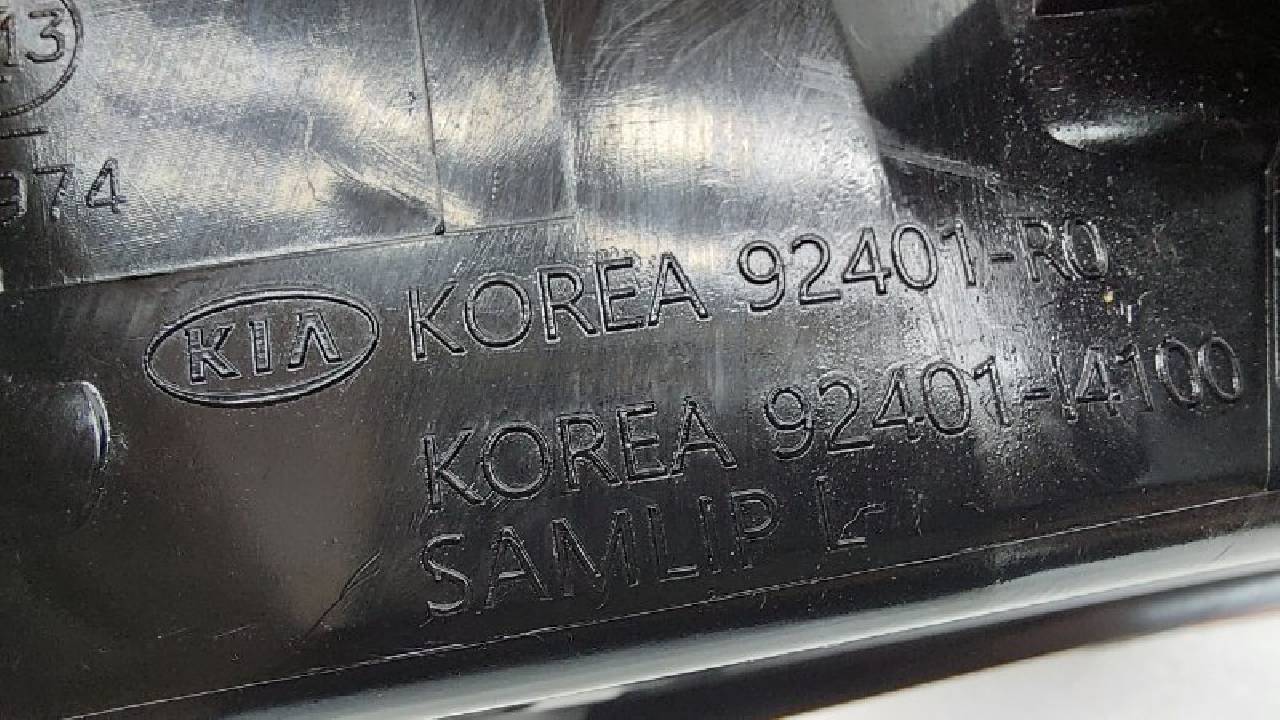 13
974
KIA KOREA 92401-R0
KOREA 92401-I4100
SAMLIP L